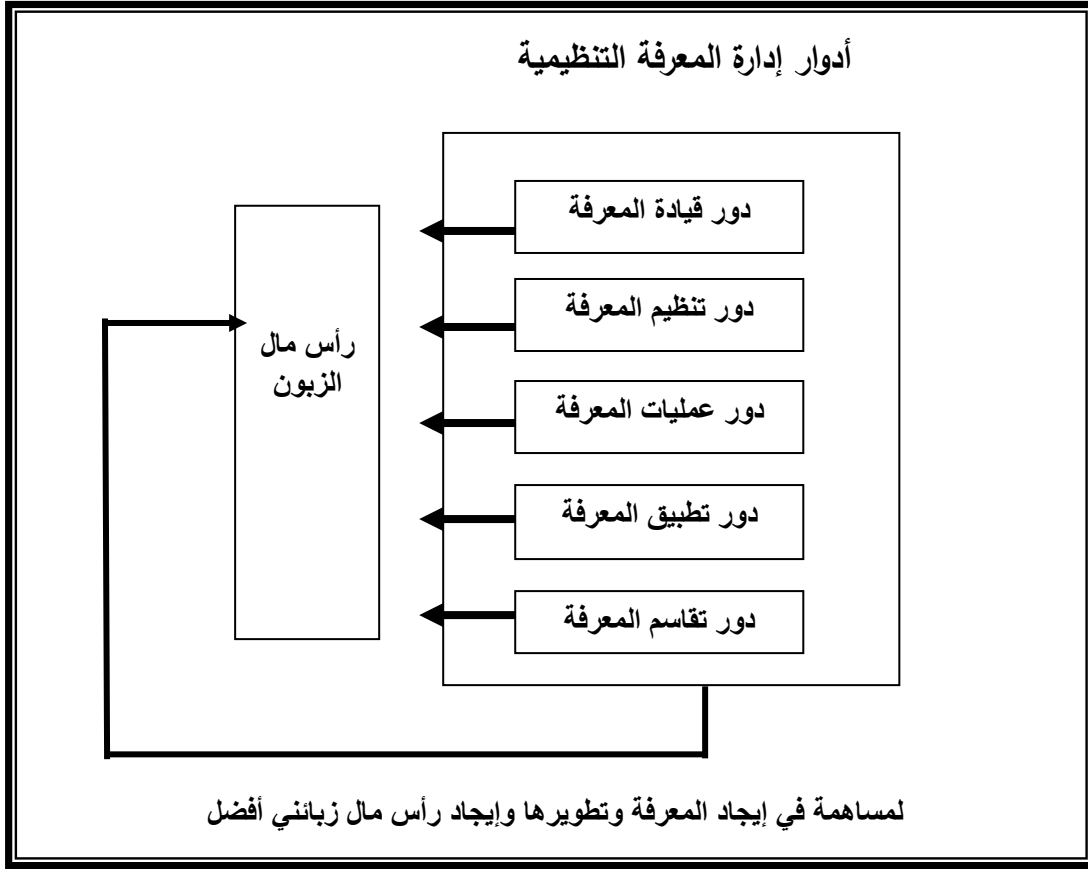 أدوار إدارة المعرفة التنظيمية
دور قيادة المعرفة
دور تنظيم المعرفة
دور عمليات المعرفة
دور تطبيق المعرفة
دور تقاسم المعرفة
رأس مال
الزبون
لمساهمة في إيجاد المعرفة وتطويرها وإيجاد رأس مال زبائني أفضل